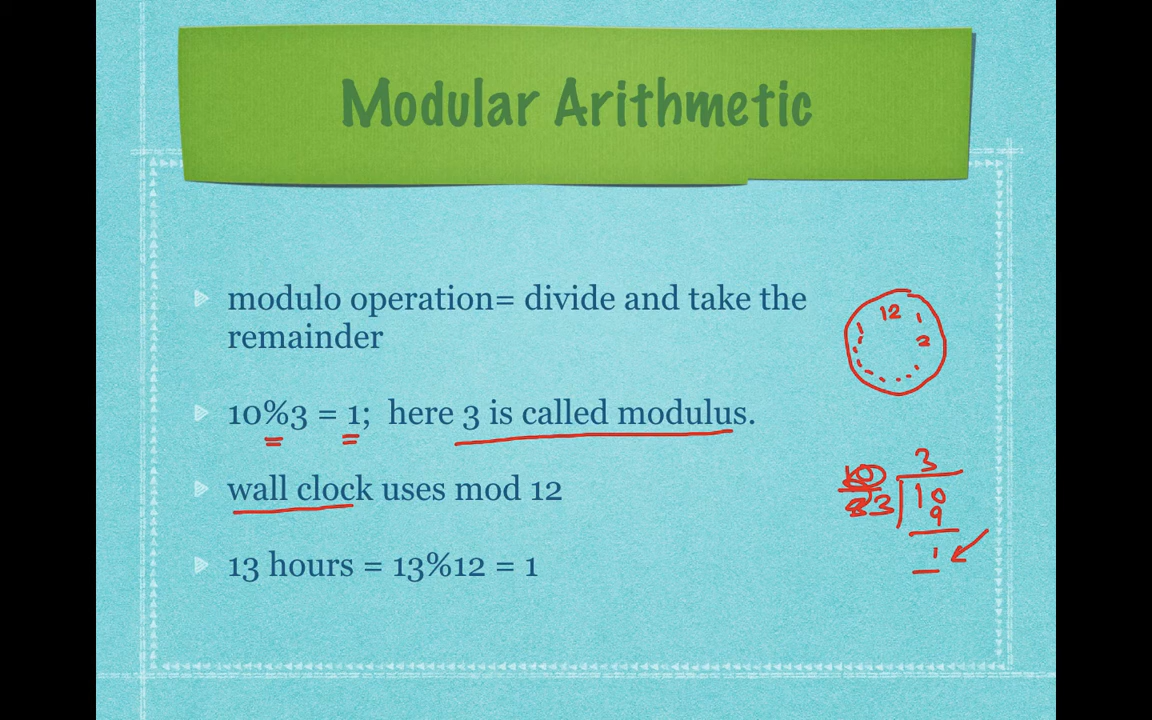 Modular Arithmetic
modulo operation= divide and take the
remainder
10%3 = 1;  here 3 is called modulus.
wall clock uses mod 12
13 hours = 13%12 = 1
12
2
3
3 10
9
1